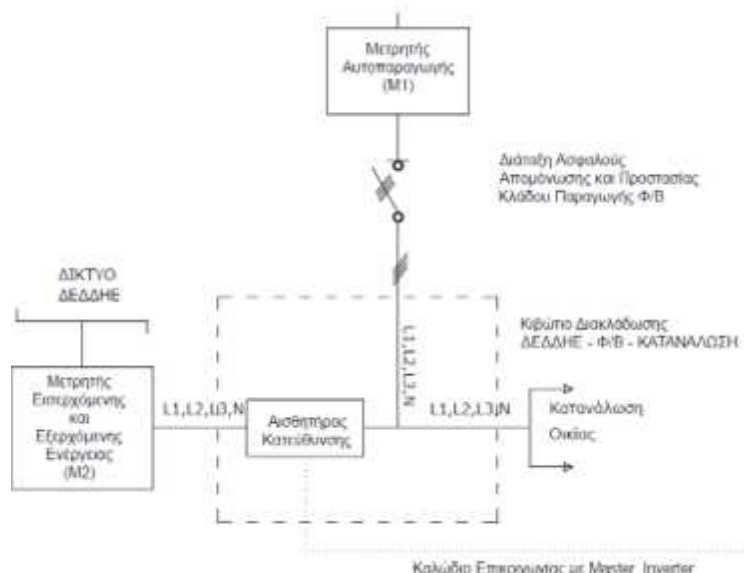 Μετρητής
Αυτοπαραγωγής
(Μ1)
Διάταξη Ασφαλούς
Απομόνωσης και Προστασίας
Κλάδου Παραγωγής Φ/Β
ΔΙΚΤΥΟ
ΔΕΔΔΗΕ
Κιβώτιο Διακλάδωσης
ΔΕΔΔΗΕ - Φ/Β - ΚΑΤΑΝΑΛΩΣΗ
L1,L2,L3,N
Μετρητής
Εισερχόμενης
και
Εξερχόμενης
Ενέργειας
(Μ2)
L1,L2,L3,N
Αισθητήρας
Κατεύθυνσης
L1,L2,L3,N
Κατανάλωση
Οικίας
Καλώδιο Επικοινωνίας με Master Inverter